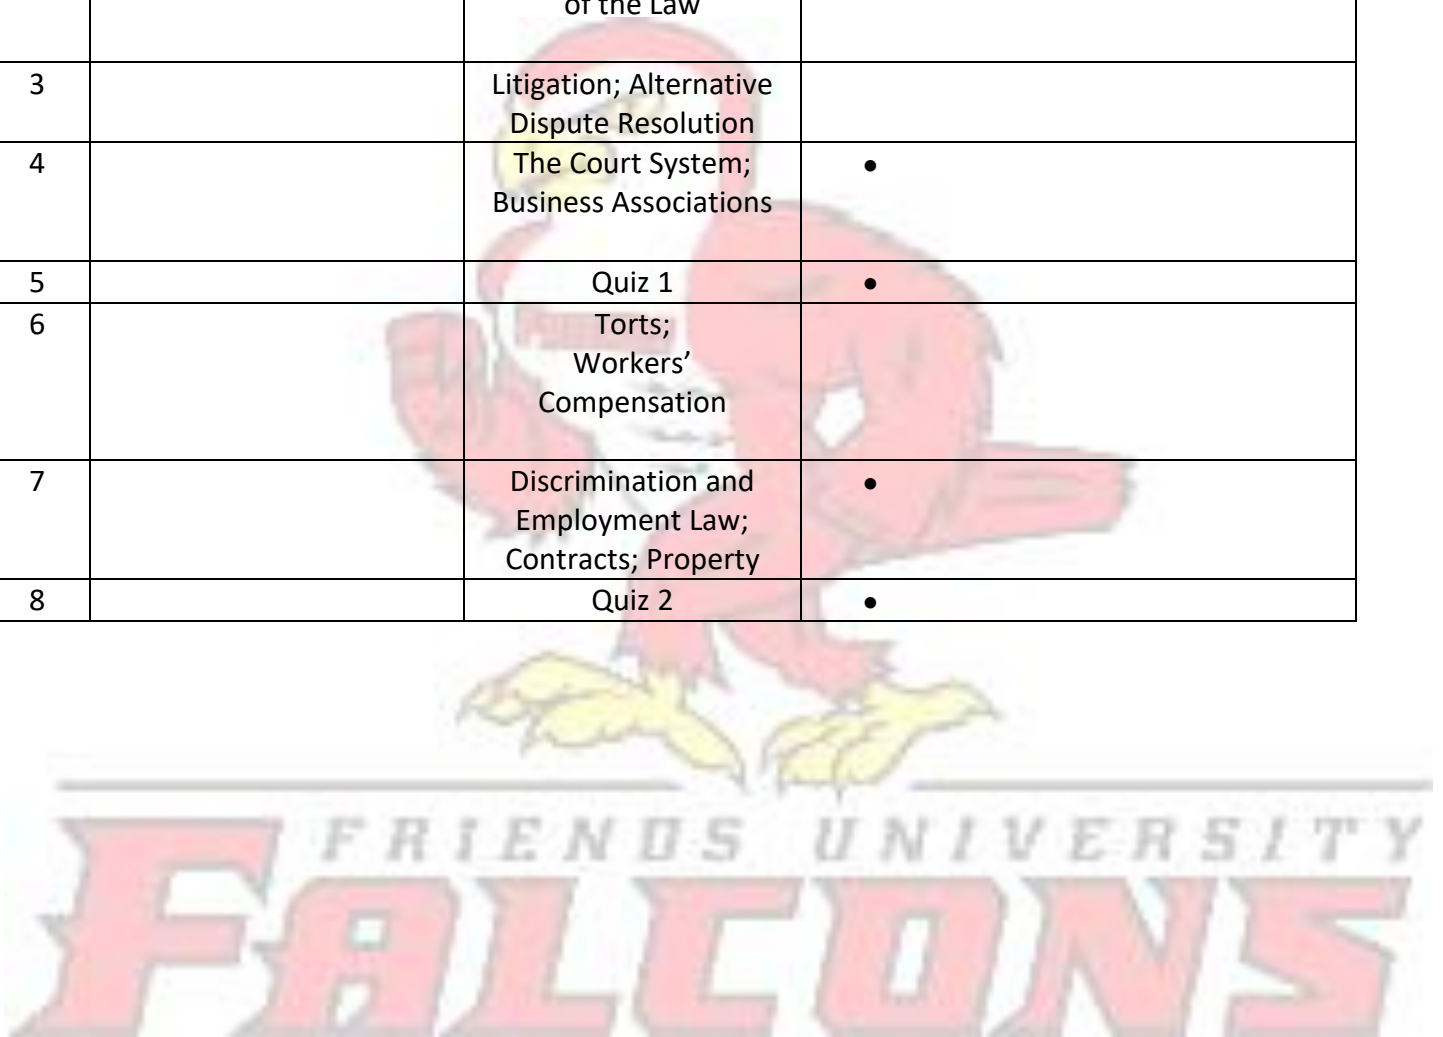 of the Law
3
Litigation; Alternative
Dispute Resolution
4
The Court System;
•
Business Associations
5
Quiz 1
•
6
Torts;
Workers’
Compensation
7
Discrimination and
•
Employment Law;
Contracts; Property
8
Quiz 2
•
FRIENDS UNIVERSITY
FALCONS